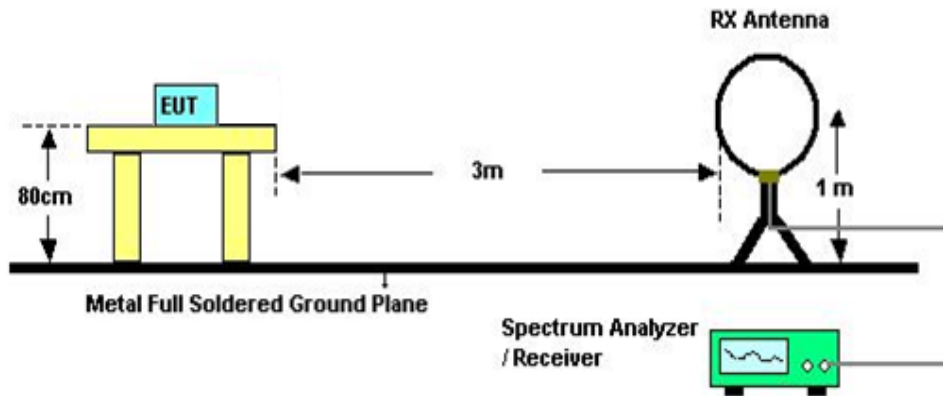 RX Antenna
EUT
3m
80cm
1 m
Metal Full Soldered Ground Plane
Spectrum Analyzer
/ Receiver